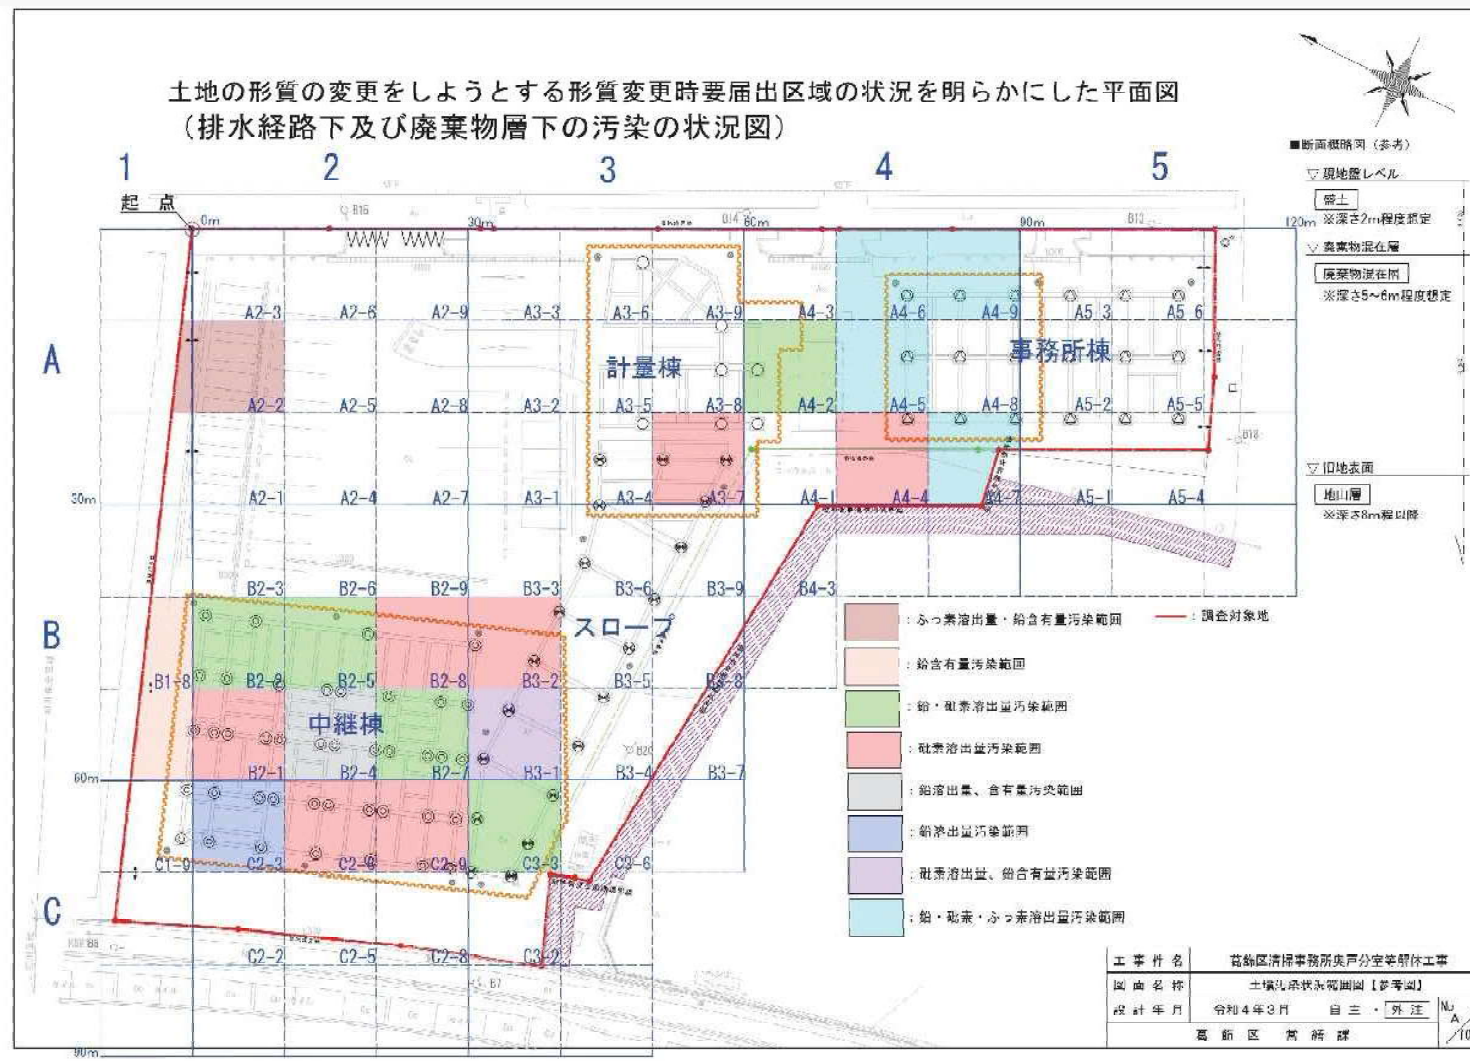 土地の形質の変更をしようとする形質変更時要届出区域の状況を明らかにした平面図
（排水経路下及び廃棄物層下の汚染の状況図）
1 2 3 4 5
起 点
0m 30m 60m 90m 120m
B16 B14 B13
A2-3 A2-6 A2-9 A3-3 A3-6 A3-9 A4-3 A4-6 A4-9 A5-3 A5-6
A
計量棟
事務所棟
A2-2 A2-5 A2-8 A3-2 A3-5 A3-8 A4-2 A4-5 A4-8 A5-2 A5-5
B18
30m
A2-1 A2-4 A2-7 A3-1 A3-4 A3-7 A4-1 A4-4 A4-7 A5-1 A5-4
B2-3 B2-6 B2-9 B3-3 B3-6 B3-9 B4-3
B
スロープ
B1-8 B2-8 B2-5 B2-8 B3-2 B3-5 B3-8
中継棟
B20
60m
B2-1 B2-4 B2-7 B3-1 B3-4 B3-7
C1-9 C2-3 C2-6 C2-9 C3-3 C3-6
C
C2-2 C2-5 C2-8 C3-2
B7
90m
■断面概略図（参考）
▽現地盤レベル
盛土
※深さ2m程度想定
▽廃棄物混在層
廃棄物混在層
※深さ5～6m程度想定
▽旧地表面
地山層
※深さ8m程以降
：ふっ素溶出量・鉛含有量汚染範囲
：調査対象地
：鉛含有量汚染範囲
：鉛・砒素溶出量汚染範囲
：砒素溶出量汚染範囲
：鉛溶出量、含有量汚染範囲
：鉛溶出量汚染範囲
：砒素溶出量、鉛含有量汚染範囲
：鉛・砒素・ふっ素溶出量汚染範囲
工事件名 葛飾区清掃事務所奥戸分室等解体工事
図面名称 土壌汚染状況範囲図【参考図】
設計年月 令和4年3月 自主・外注
No
A
/10
葛飾区 営繕課